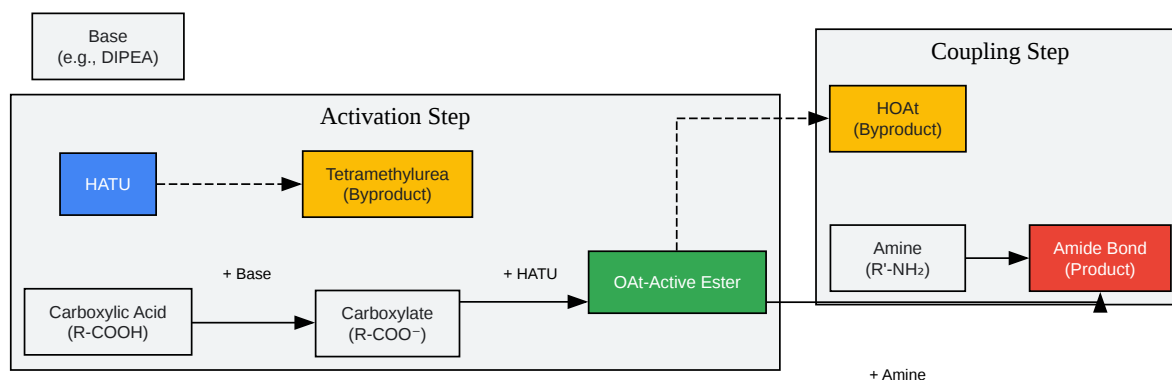 Base
(e.g., DIPEA)
Coupling Step
Activation Step
HOAt
(Byproduct)
HATU
Tetramethylurea
(Byproduct)
Amine
(R'-NH₂)
Amide Bond
(Product)
+ Base
+ HATU
OAt-Active Ester
Carboxylic Acid
(R-COOH)
Carboxylate
(R-COO⁻)
+ Amine